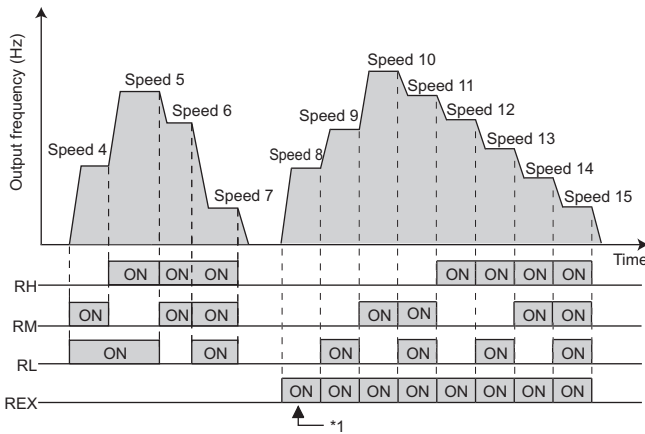 Output frequency (Hz)
Speed 4
Speed 5
Speed 6
Speed 7
Speed 8
Speed 9
Speed 10
Speed 11
Speed 12
Speed 13
Speed 14
Speed 15
Time
RH
ON ON ON ON ON ON ON
RM
ON ON ON ON ON ON ON
RL
ON ON ON ON ON ON
REX
ON ON ON ON ON ON ON ON
*1